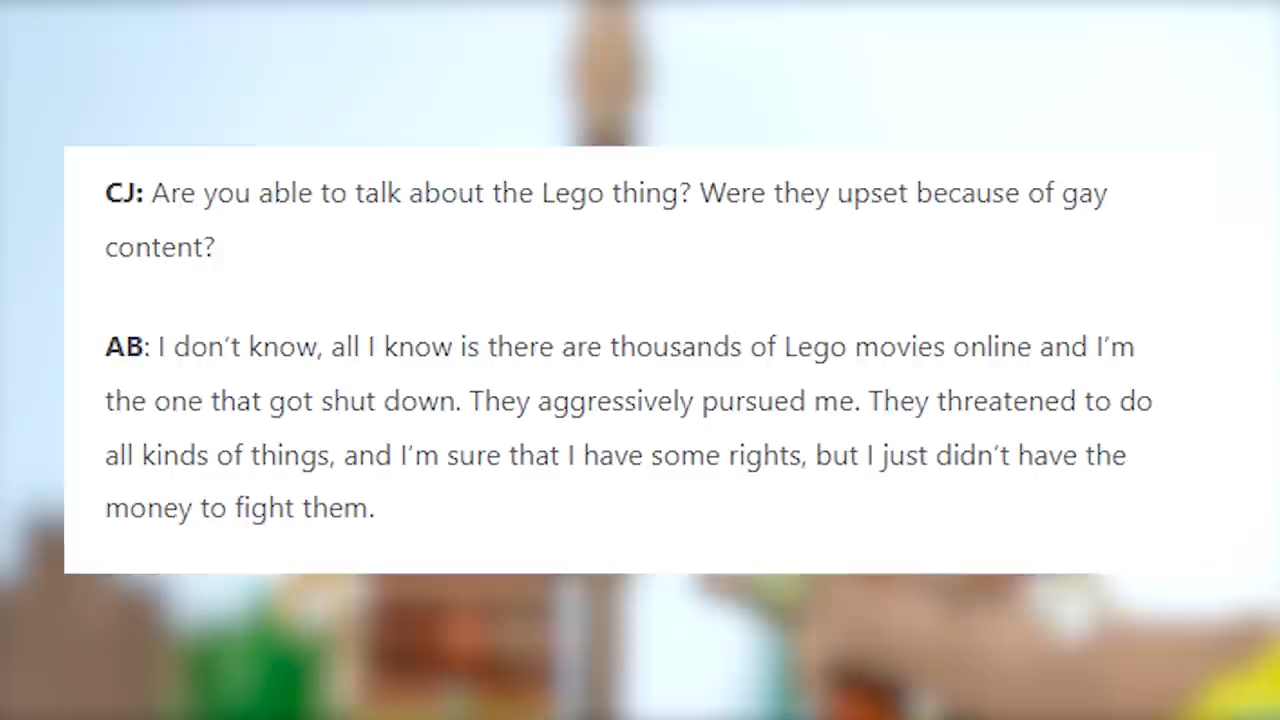 CJ: Are you able to talk about the Lego thing? Were they upset because of gay
content?
AB: I don’t know, all I know is there are thousands of Lego movies online and I’m
the one that got shut down. They aggressively pursued me. They threatened to do
all kinds of things, and I’m sure that I have some rights, but I just didn’t have the
money to fight them.